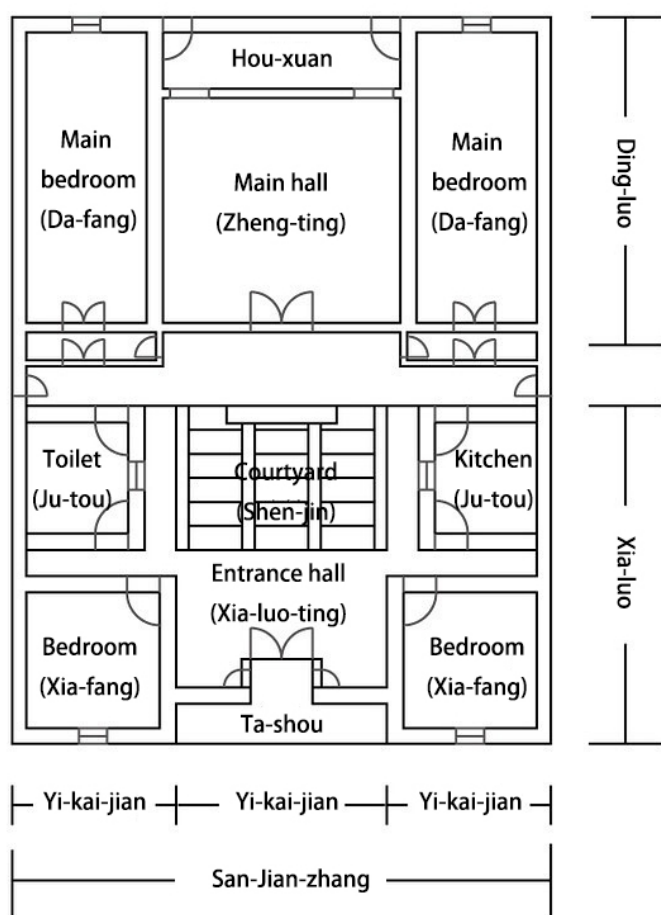 Hou-xuan
Main
bedroom
(Da-fang)
Main hall
(Zheng-ting)
Main
bedroom
(Da-fang)
Ding-luo
Toilet
(Ju-tou)
Courtyard
(Shen-jin)
Kitchen
(Ju-tou)
Xia-luo
Entrance hall
(Xia-luo-ting)
Bedroom
(Xia-fang)
Bedroom
(Xia-fang)
Ta-shou
Yi-kai-jian
Yi-kai-jian
Yi-kai-jian
San-Jian-zhang